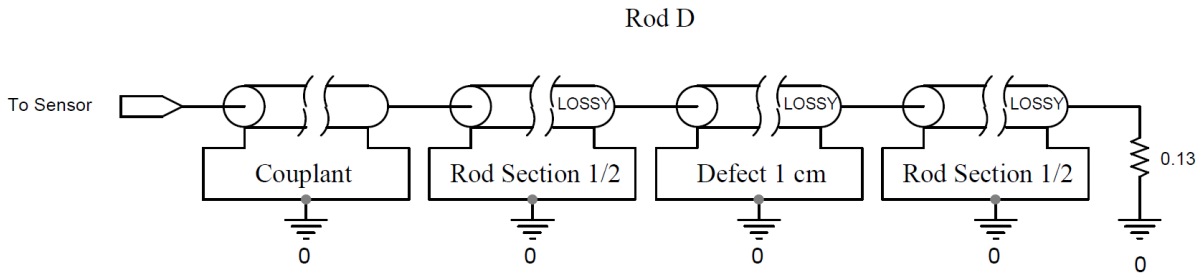 Rod D
To Sensor
LOSSY LOSSY LOSSY
Couplant Rod Section 1/2 Defect 1 cm Rod Section 1/2
0.13
0 0 0 0 0